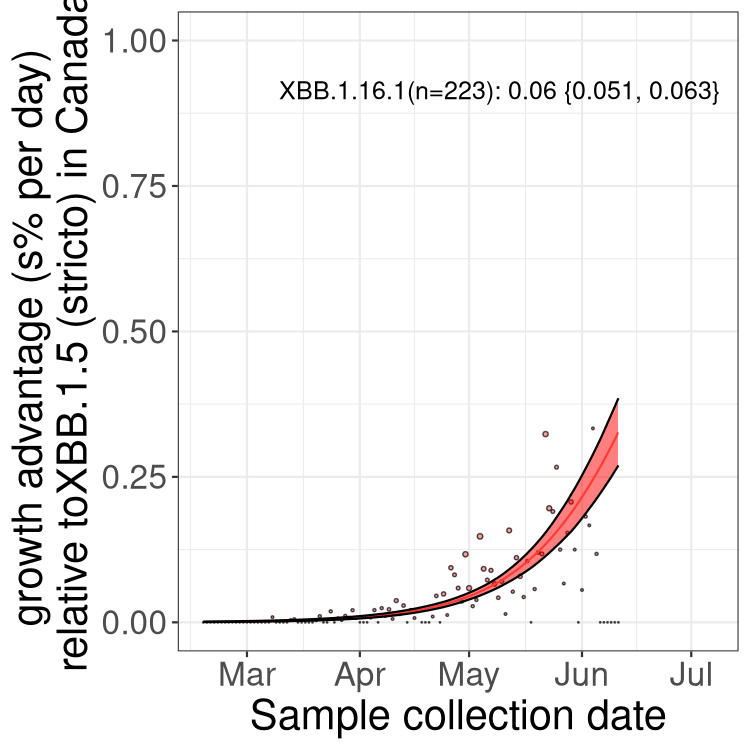 growth advantage (s% per day)
relative toXBB.1.5 (stricto) in Canada
1.00
0.75
0.50
0.25
0.00
XBB.1.16.1(n=223): 0.06 {0.051, 0.063}
Mar Apr May Jun Jul
Sample collection date